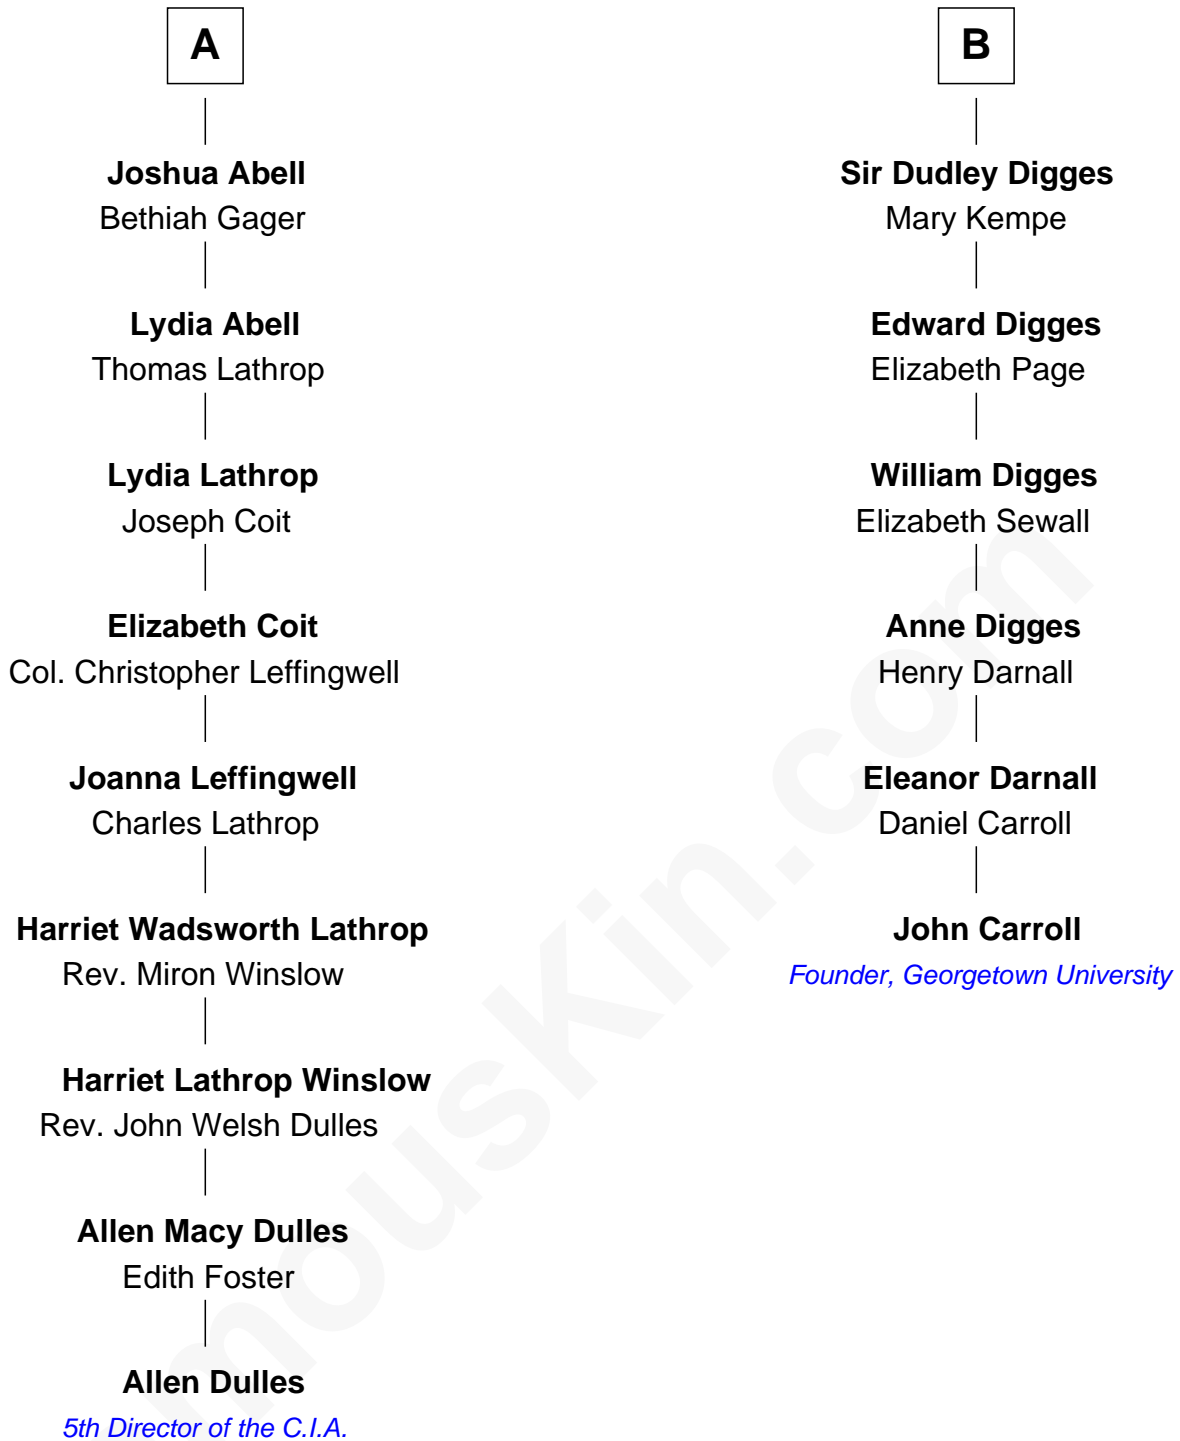 A
Joshua Abell
Bethiah Gager
Lydia Abell
Thomas Lathrop
Lydia Lathrop
Joseph Coit
Elizabeth Coit
Col. Christopher Leffingwell
Joanna Leffingwell
Charles Lathrop
Harriet Wadsworth Lathrop
Rev. Miron Winslow
Harriet Lathrop Winslow
Rev. John Welsh Dulles
Allen Macy Dulles
Edith Foster
Allen Dulles
5th Director of the C.I.A.
B
Sir Dudley Digges
Mary Kempe
Edward Digges
Elizabeth Page
William Digges
Elizabeth Sewall
Anne Digges
Henry Darnall
Eleanor Darnall
Daniel Carroll
John Carroll
Founder, Georgetown University
mousKin.com